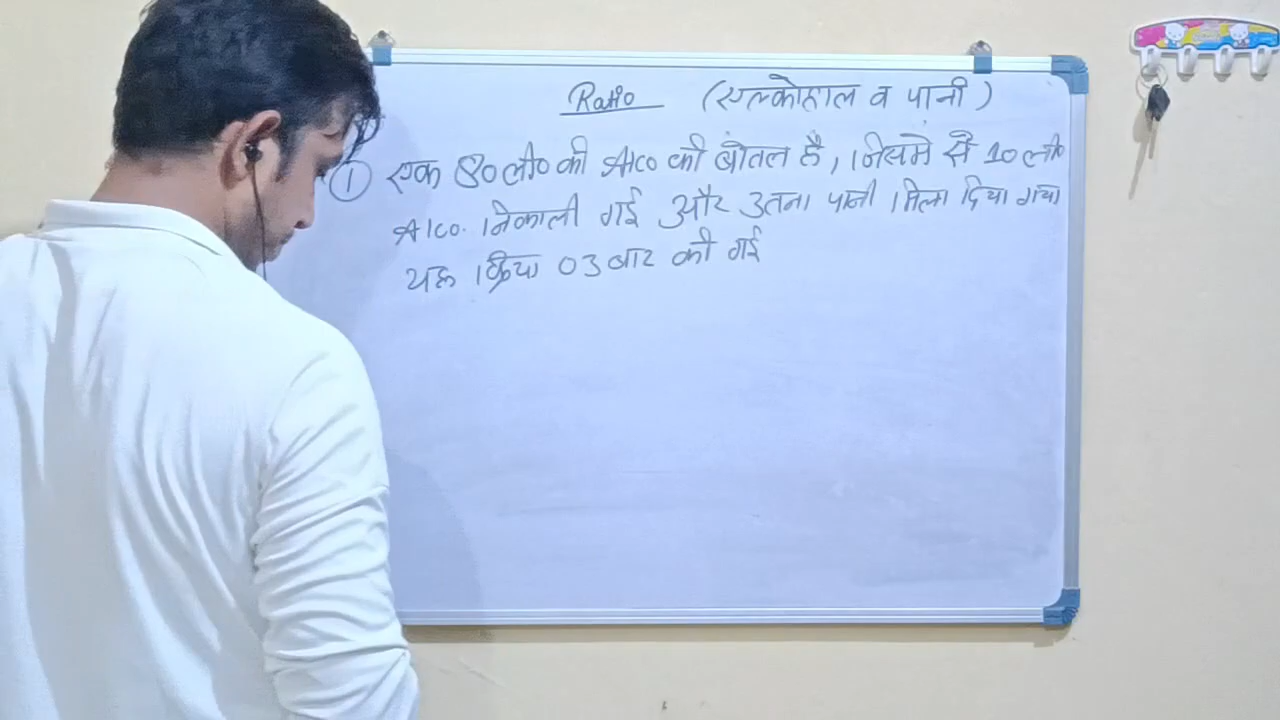 Ratio (एल्कोहाल व पानी)
① एक 80 ली० की Alco की बोतल है, जिसमें से 10 ली०
Alco. निकाली गई और उतना पानी मिला दिया गया
यह क्रिया 03 बार की गई